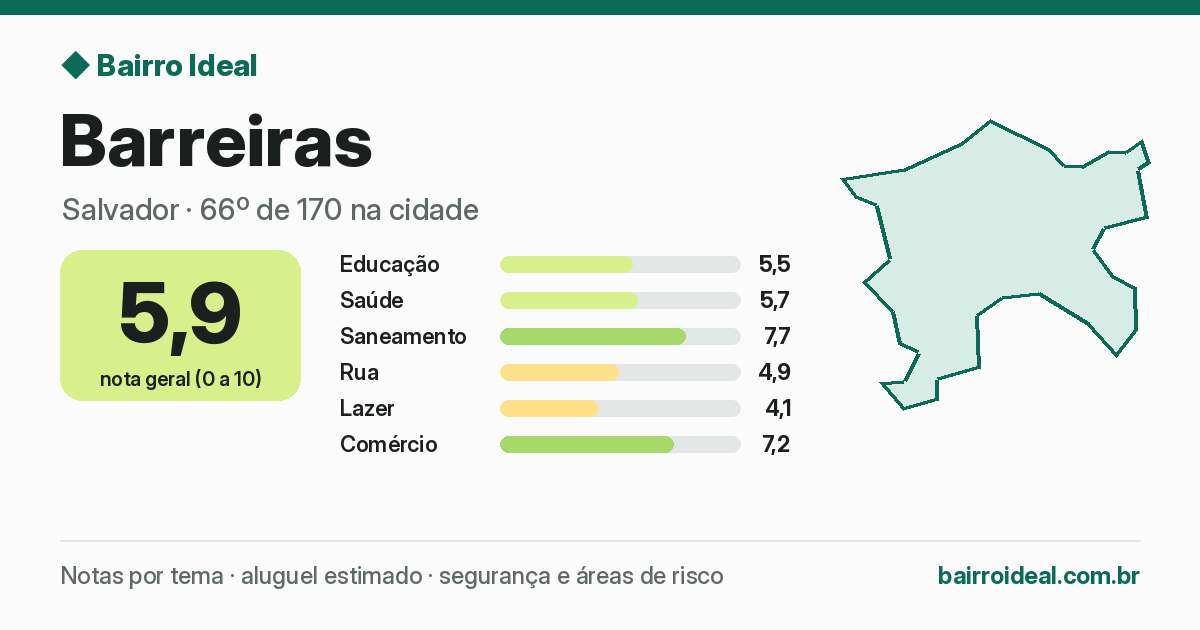 Bairro Ideal
Barreiras
Salvador · 66º de 170 na cidade
5,9
nota geral (0 a 10)
Educação 5,5
Saúde 5,7
Saneamento 7,7
Rua 4,9
Lazer 4,1
Comércio 7,2
Notas por tema · aluguel estimado · segurança e áreas de risco
bairroideal.com.br